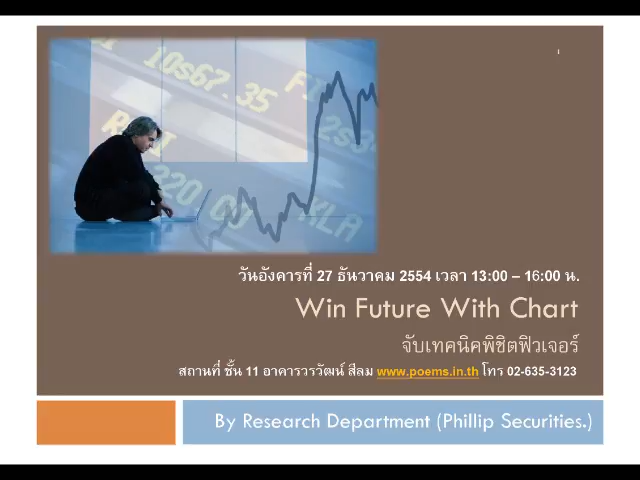 1
10s67.35
วันอังคารที่ 27 ธันวาคม 2554 เวลา 13:00 – 16:00 น.
Win Future With Chart
จับเทคนิคพิชิตฟิวเจอร์
สถานที่ ชั้น 11 อาคารวรวัฒน์ สีลม www.poems.in.th โทร 02-635-3123
By Research Department (Phillip Securities.)